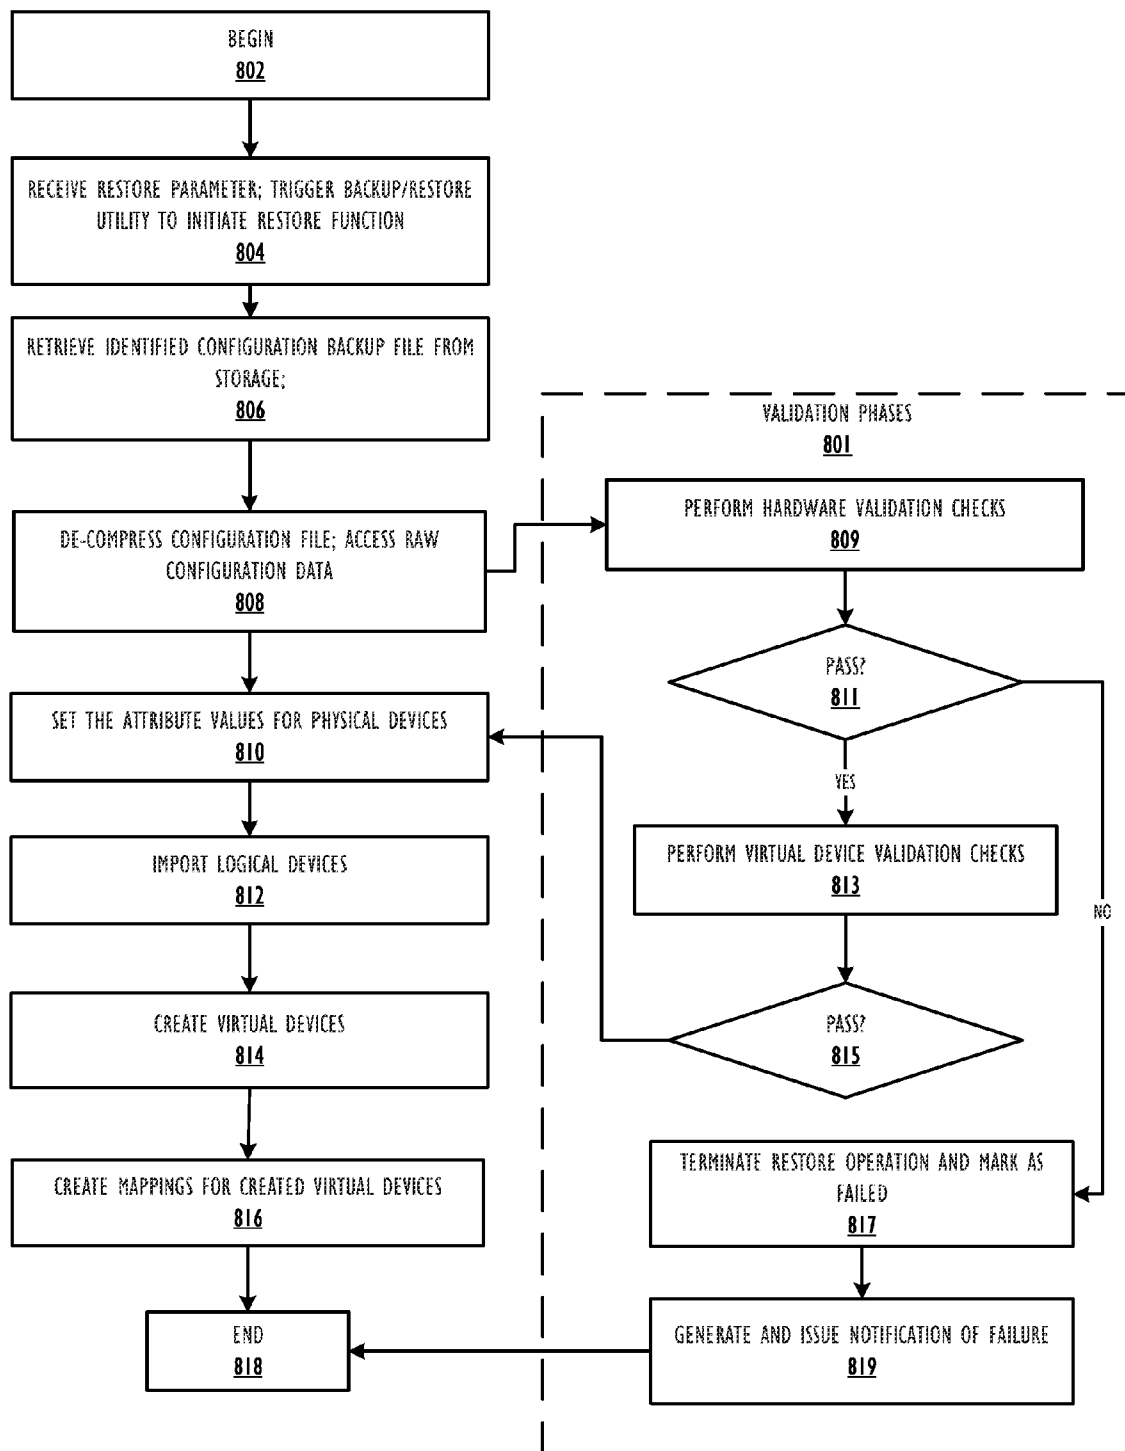 BEGIN
802
RECEIVE RESTORE PARAMETER; TRIGGER BACKUP/RESTORE
UTILITY TO INITIATE RESTORE FUNCTION
804
RETRIEVE IDENTIFIED CONFIGURATION BACKUP FILE FROM
STORAGE;
806
DE-COMPRESS CONFIGURATION FILE; ACCESS RAW
CONFIGURATION DATA
808
SET THE ATTRIBUTE VALUES FOR PHYSICAL DEVICES
810
IMPORT LOGICAL DEVICES
812
CREATE VIRTUAL DEVICES
814
CREATE MAPPINGS FOR CREATED VIRTUAL DEVICES
816
END
818
VALIDATION PHASES
801
PERFORM HARDWARE VALIDATION CHECKS
809
PASS?
811
YES
PERFORM VIRTUAL DEVICE VALIDATION CHECKS
813
NO
PASS?
815
TERMINATE RESTORE OPERATION AND MARK AS
FAILED
817
GENERATE AND ISSUE NOTIFICATION OF FAILURE
819